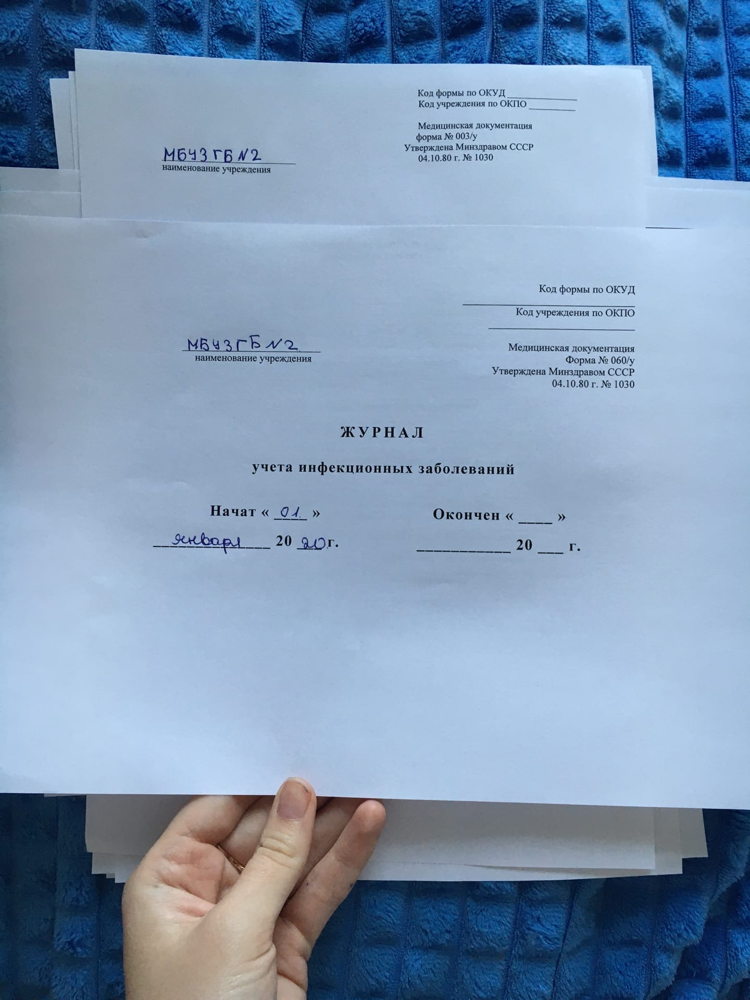 Код формы по ОКУД ______________
Код учреждения по ОКПО _________
Медицинская документация
форма № 003/у
Утверждена Минздравом СССР
04.10.80 г. № 1030
МБУЗ ГБ N2
наименование учреждения
Код формы по ОКУД
Код учреждения по ОКПО
МБУЗ ГБ N2
наименование учреждения
Медицинская документация
Форма № 060/у
Утверждена Минздравом СССР
04.10.80 г. № 1030
ЖУРНАЛ
учета инфекционных заболеваний
Начат « 01. » Окончен « ____ »
января 20 20 г. ___________ 20 ___ г.